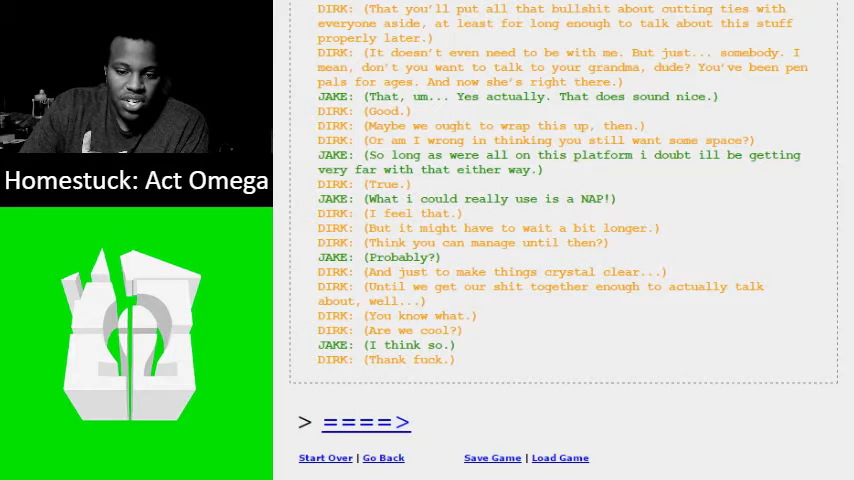 DIRK: (That you'll put all that bullshit about cutting ties with
everyone aside, at least for long enough to talk about this stuff
properly later.)
DIRK: (It doesn't even need to be with me. But just... somebody. I
mean, don't you want to talk to your grandma, dude? You've been pen
pals for ages. And now she's right there.)
JAKE: (That, um... Yes actually. That does sound nice.)
DIRK: (Good.)
DIRK: (Maybe we ought to wrap this up, then.)
DIRK: (Or am I wrong in thinking you still want some space?)
JAKE: (So long as were all on this platform i doubt ill be getting
very far with that either way.)
DIRK: (True.)
JAKE: (What i could really use is a NAP!)
DIRK: (I feel that.)
DIRK: (But it might have to wait a bit longer.)
DIRK: (Think you can manage until then?)
JAKE: (Probably?)
DIRK: (And just to make things crystal clear...)
DIRK: (Until we get our shit together enough to actually talk
about, well...)
DIRK: (You know what.)
DIRK: (Are we cool?)
JAKE: (I think so.)
DIRK: (Thank fuck.)
> ====>
Start Over | Go Back Save Game | Load Game
Homestuck: Act Omega